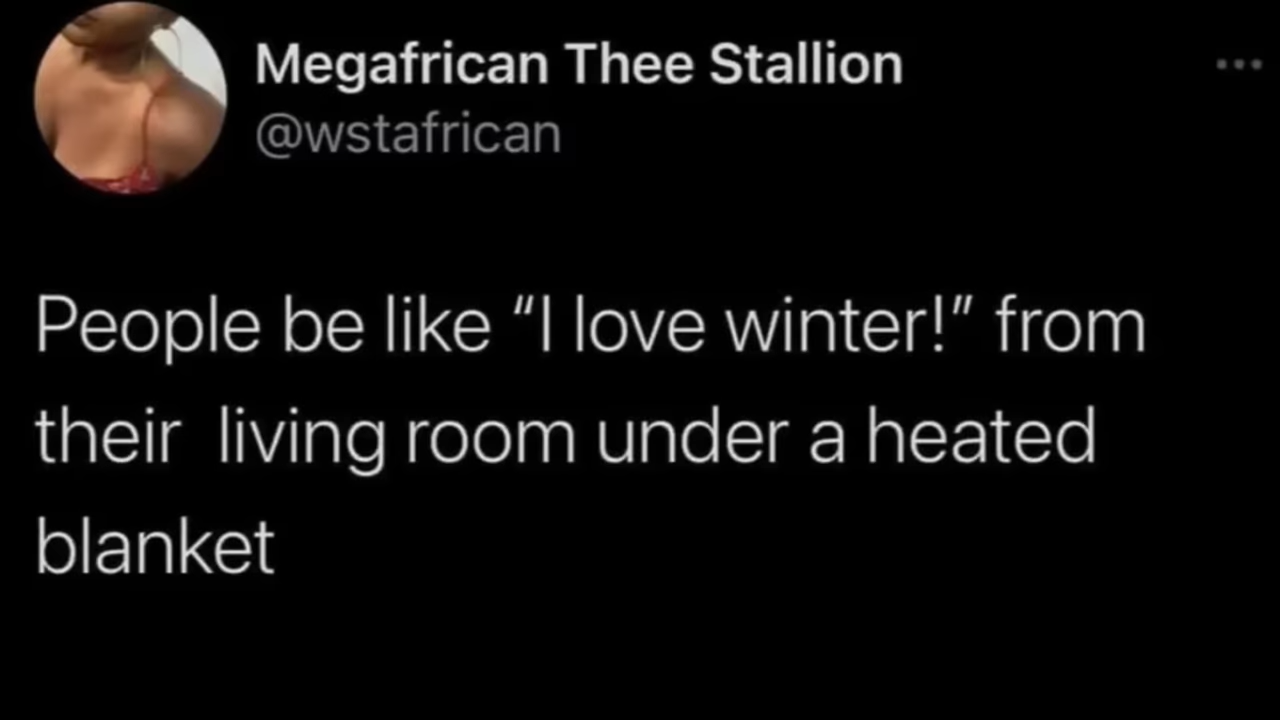 Megafrican Thee Stallion
@wstafrican
People be like “I love winter!” from
their  living room under a heated
blanket